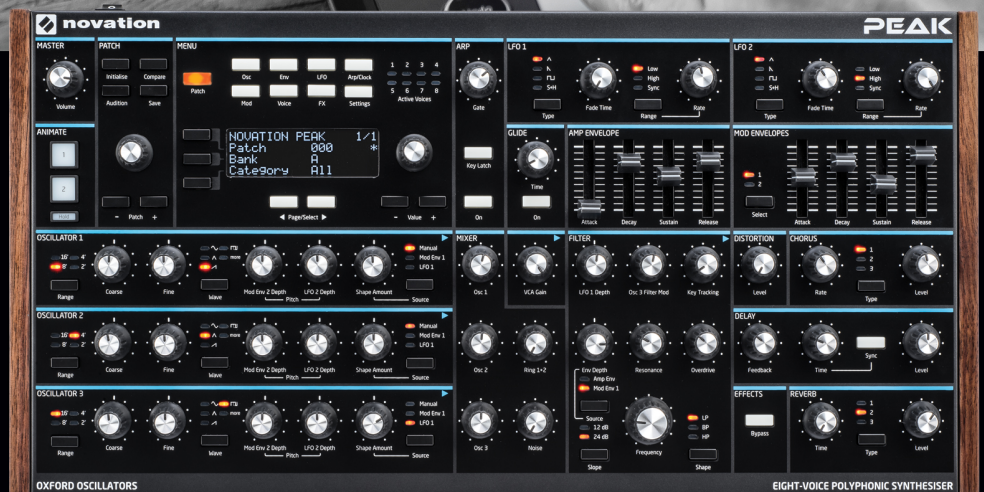 novation
PEAK
MASTER
Volume
PATCH
Initialise Compare
Audition Save
- Patch +
MENU
Patch
Osc Env LFO Arp/Clock
Mod Voice FX Settings
1 2 3 4
5 6 7 8
Active Voices
NOVATION PEAK 1/1
Patch 000 *
Bank A
Category All
◀ Page/Select ▶
- Value +
ARP
Gate
Key Latch
On
LFO 1
S+H
Type
Fade Time
Low
High
Sync
Range
Rate
LFO 2
S+H
Type
Fade Time
Low
High
Sync
Range
Rate
ANIMATE
1
2
Hold
GLIDE
Time
On
AMP ENVELOPE
Attack Decay Sustain Release
MOD ENVELOPES
1
2
Select
Attack Decay Sustain Release
OSCILLATOR 1
16' 4'
8' 2'
Range
Coarse
Fine
more
Wave
Mod Env 2 Depth LFO 2 Depth
Pitch
Shape Amount
Manual
Mod Env 1
LFO 1
Source
MIXER
Osc 1
VCA Gain
FILTER
LFO 1 Depth Osc 3 Filter Mod Key Tracking
DISTORTION
Level
CHORUS
Rate
1
2
3
Type
Level
OSCILLATOR 2
16' 4'
8' 2'
Range
Coarse
Fine
more
Wave
Mod Env 2 Depth LFO 2 Depth
Pitch
Shape Amount
Manual
Mod Env 1
LFO 1
Source
Osc 2
Ring 1*2
Env Depth
Amp Env
Mod Env 1
Source
Resonance
Overdrive
DELAY
Feedback
Time
Sync
Level
OSCILLATOR 3
16' 4'
8' 2'
Range
Coarse
Fine
more
Wave
Mod Env 2 Depth LFO 2 Depth
Pitch
Shape Amount
Manual
Mod Env 1
LFO 1
Source
Osc 3
Noise
12 dB
24 dB
Slope
Frequency
LP
BP
HP
Shape
EFFECTS
Bypass
REVERB
Time
1
2
3
Type
Level
OXFORD OSCILLATORS
EIGHT-VOICE POLYPHONIC SYNTHESISER